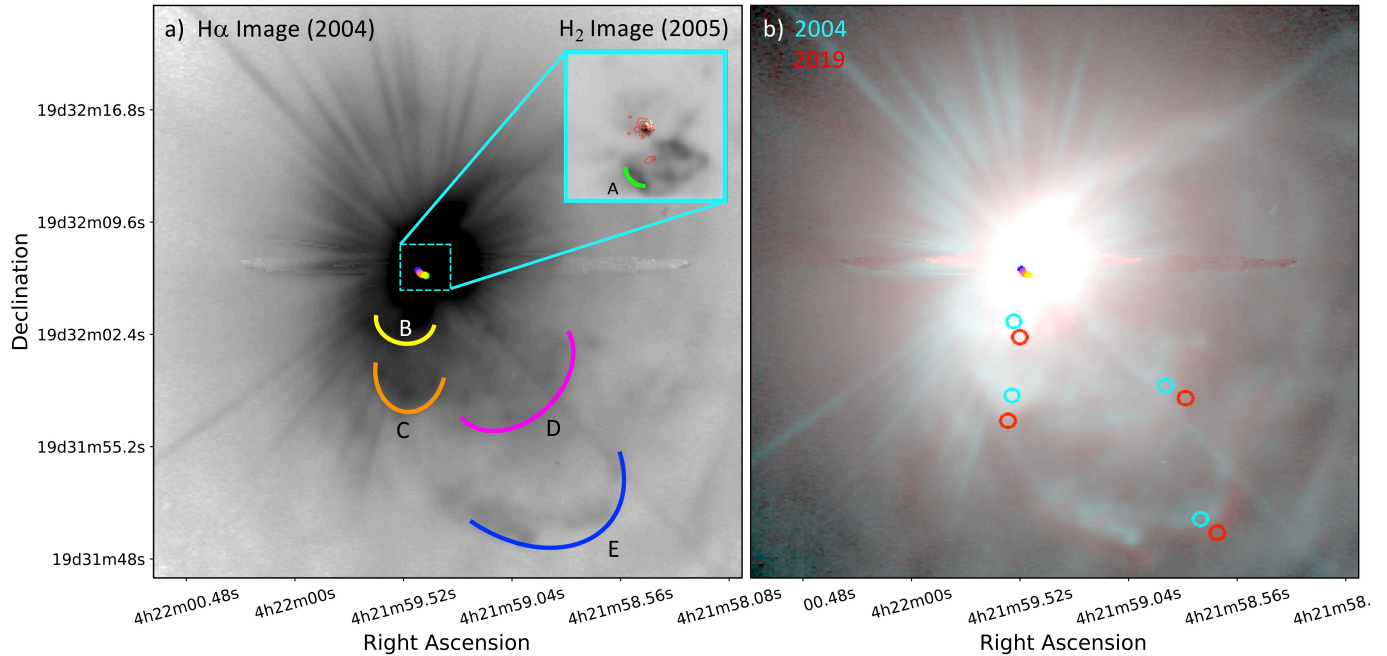 a) Hα Image (2004)
H₂ Image (2005)
A
B
C
D
E
19d32m16.8s
19d32m09.6s
19d32m02.4s
19d31m55.2s
19d31m48s
Declination
4h22m00.48s
4h22m00s
4h21m59.52s
4h21m59.04s
4h21m58.56s
4h21m58.08s
Right Ascension
b) 2004
2019
00.48s
4h22m00s
4h21m59.52s
4h21m59.04s
4h21m58.56s
4h21m58.
Right Ascension